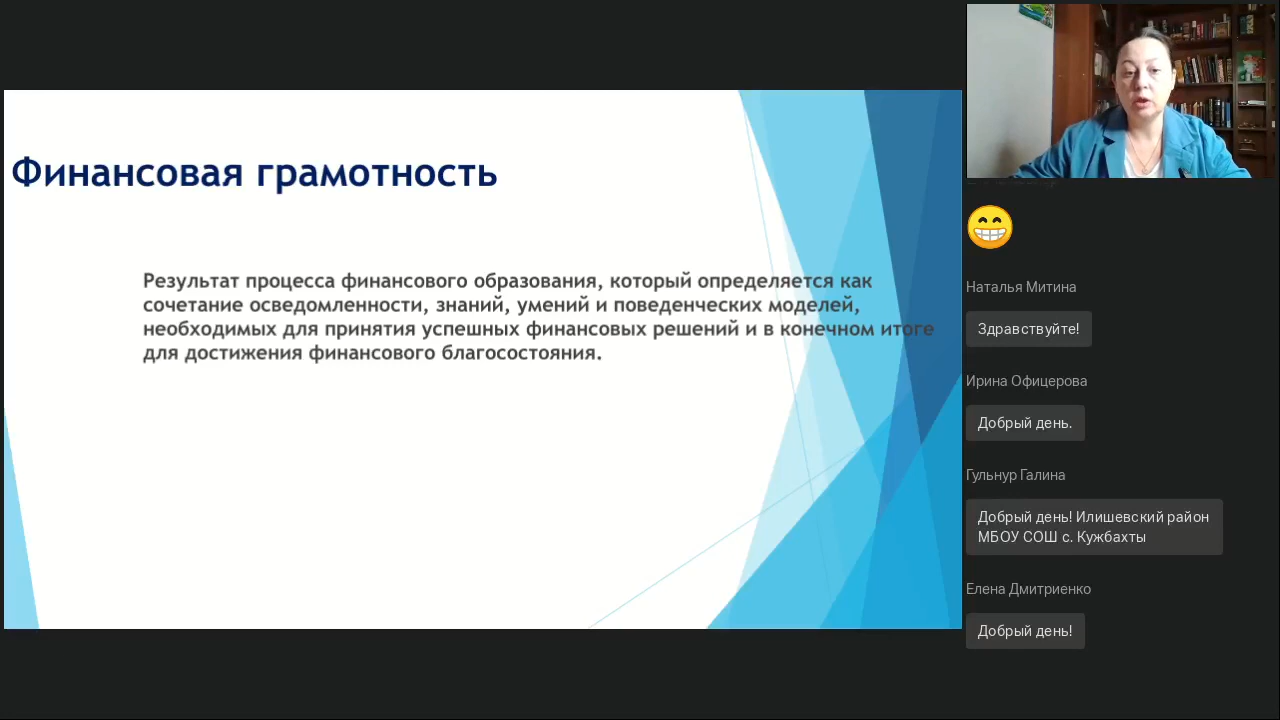 Финансовая грамотность
Результат процесса финансового образования, который определяется как
сочетание осведомленности, знаний, умений и поведенческих моделей,
необходимых для принятия успешных финансовых решений и в конечном итоге
для достижения финансового благосостояния.
Наталья Митина
Здравствуйте!
Ирина Офицерова
Добрый день.
Гульнур Галина
Добрый день! Илишевский район
МБОУ СОШ с. Кужбахты
Елена Дмитриенко
Добрый день!